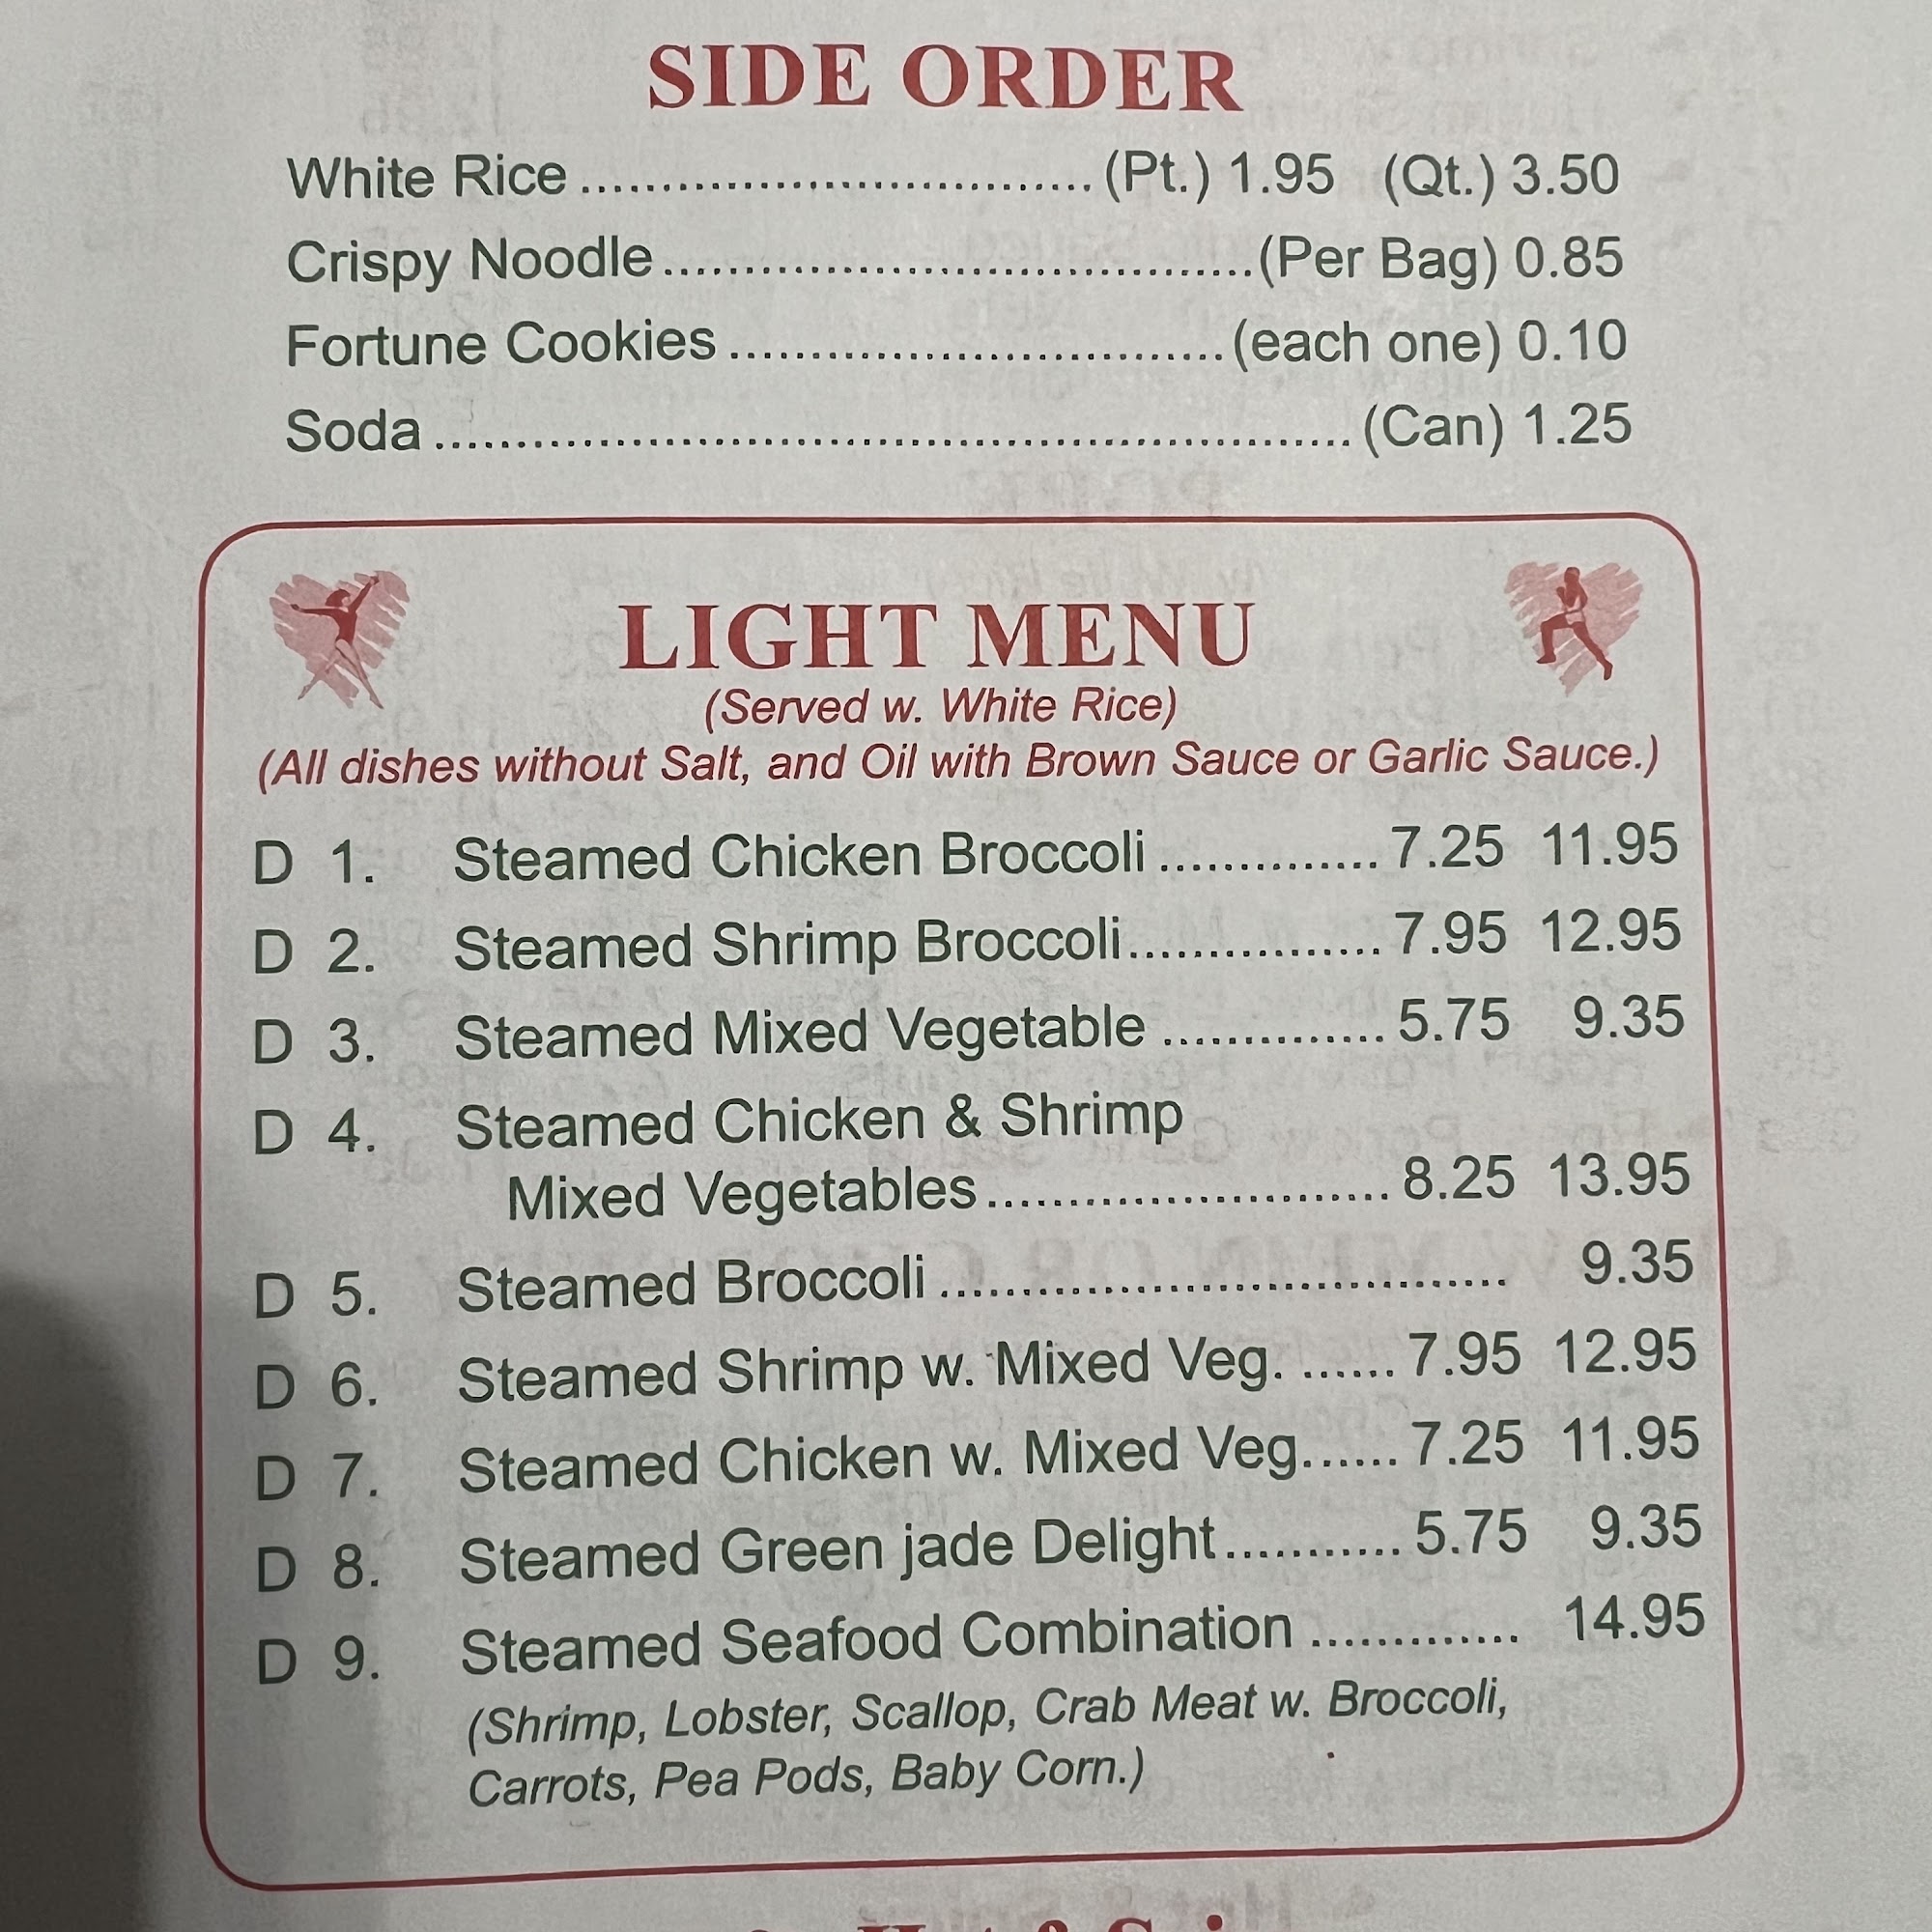 SIDE ORDER
White Rice ................................ (Pt.) 1.95 (Qt.) 3.50
Crispy Noodle ..................................... (Per Bag) 0.85
Fortune Cookies ............................... (each one) 0.10
Soda ......................................................... (Can) 1.25
LIGHT MENU
(Served w. White Rice)
(All dishes without Salt, and Oil with Brown Sauce or Garlic Sauce.)
D 1. Steamed Chicken Broccoli .............. 7.25 11.95
D 2. Steamed Shrimp Broccoli ................ 7.95 12.95
D 3. Steamed Mixed Vegetable .............. 5.75 9.35
D 4. Steamed Chicken & Shrimp
Mixed Vegetables ......................... 8.25 13.95
D 5. Steamed Broccoli ................................... 9.35
D 6. Steamed Shrimp w. Mixed Veg. ...... 7.95 12.95
D 7. Steamed Chicken w. Mixed Veg...... 7.25 11.95
D 8. Steamed Green jade Delight ........... 5.75 9.35
D 9. Steamed Seafood Combination ............. 14.95
(Shrimp, Lobster, Scallop, Crab Meat w. Broccoli,
Carrots, Pea Pods, Baby Corn.)